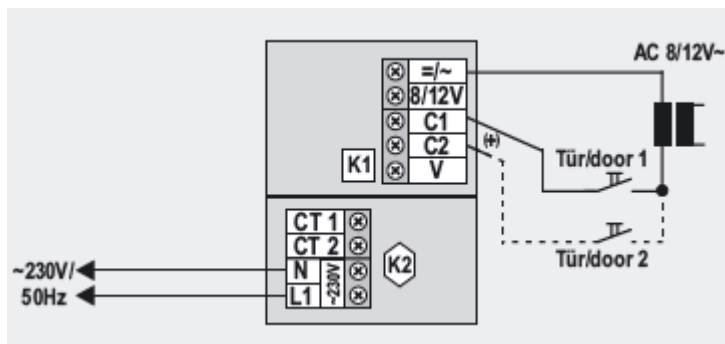 AC 8/12V~
=/~
8/12V
C1
C2
V
(+)
K1
Tür/door 1
Tür/door 2
CT 1
CT 2
N
L1
~230V
K2
~230V/
50Hz